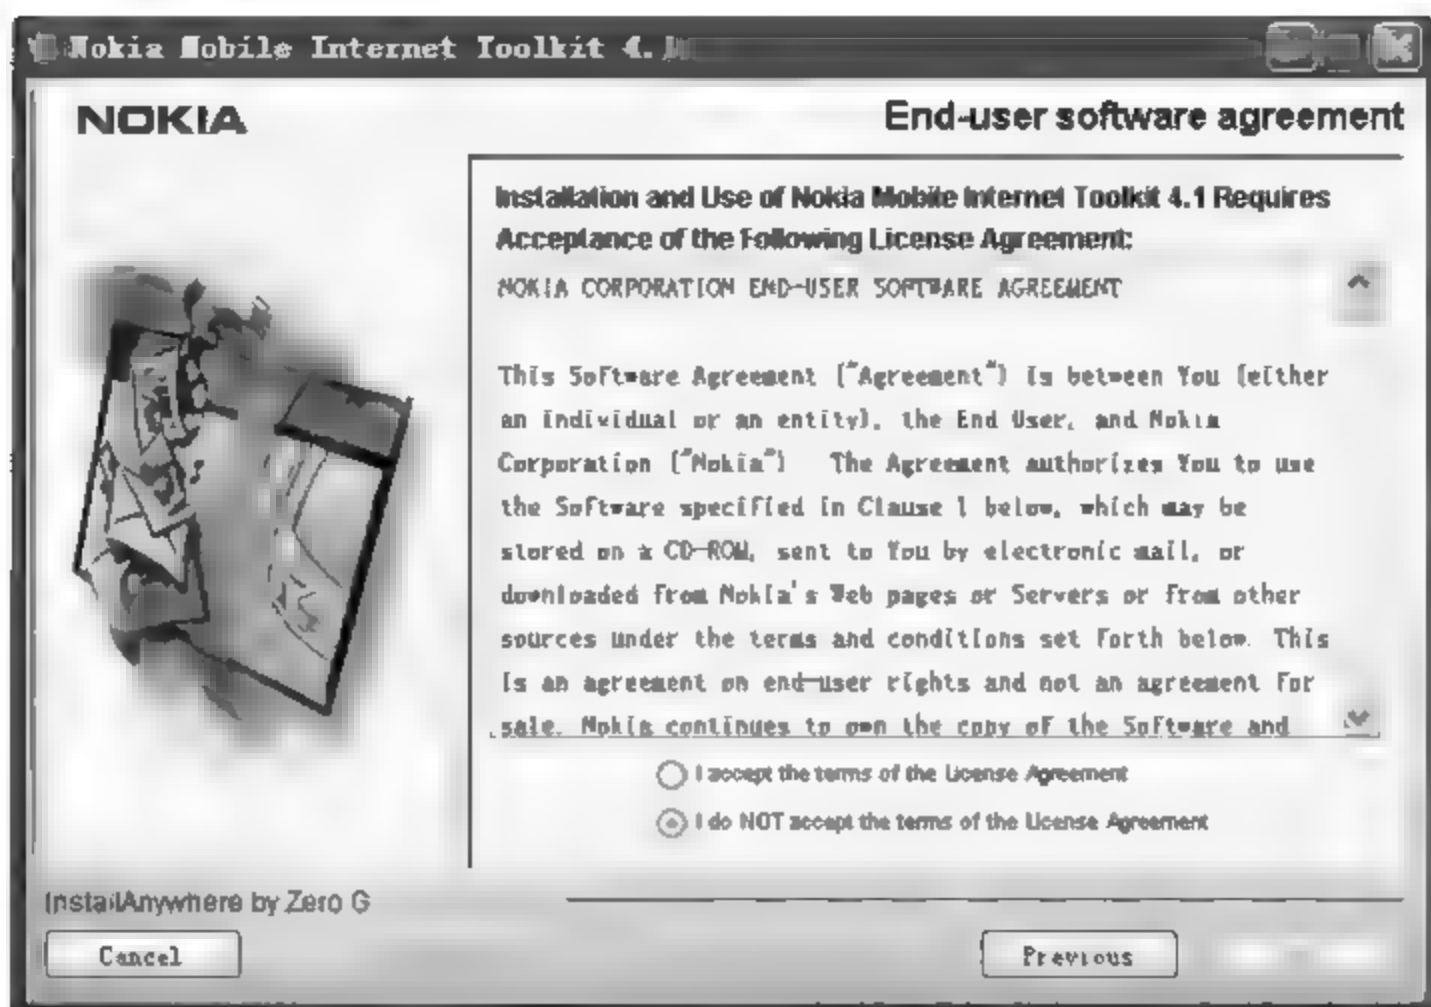 Nokia Mobile Internet Toolkit 4.
NOKIA
End-user software agreement
Installation and Use of Nokia Mobile Internet Toolkit 4.1 Requires
Acceptance of the Following License Agreement:
NOKIA CORPORATION END-USER SOFTWARE AGREEMENT
This Software Agreement ("Agreement") is between You (either
an individual or an entity), the End User, and Nokia
Corporation ("Nokia")  The Agreement authorizes You to use
the Software specified in Clause 1 below, which may be
stored on a CD-ROM, sent to You by electronic mail, or
downloaded from Nokia's Web pages or Servers or from other
sources under the terms and conditions set forth below. This
is an agreement on end-user rights and not an agreement for
sale. Nokia continues to own the copy of the Software and
I accept the terms of the License Agreement
I do NOT accept the terms of the License Agreement
InstallAnywhere by Zero G
Cancel
Previous